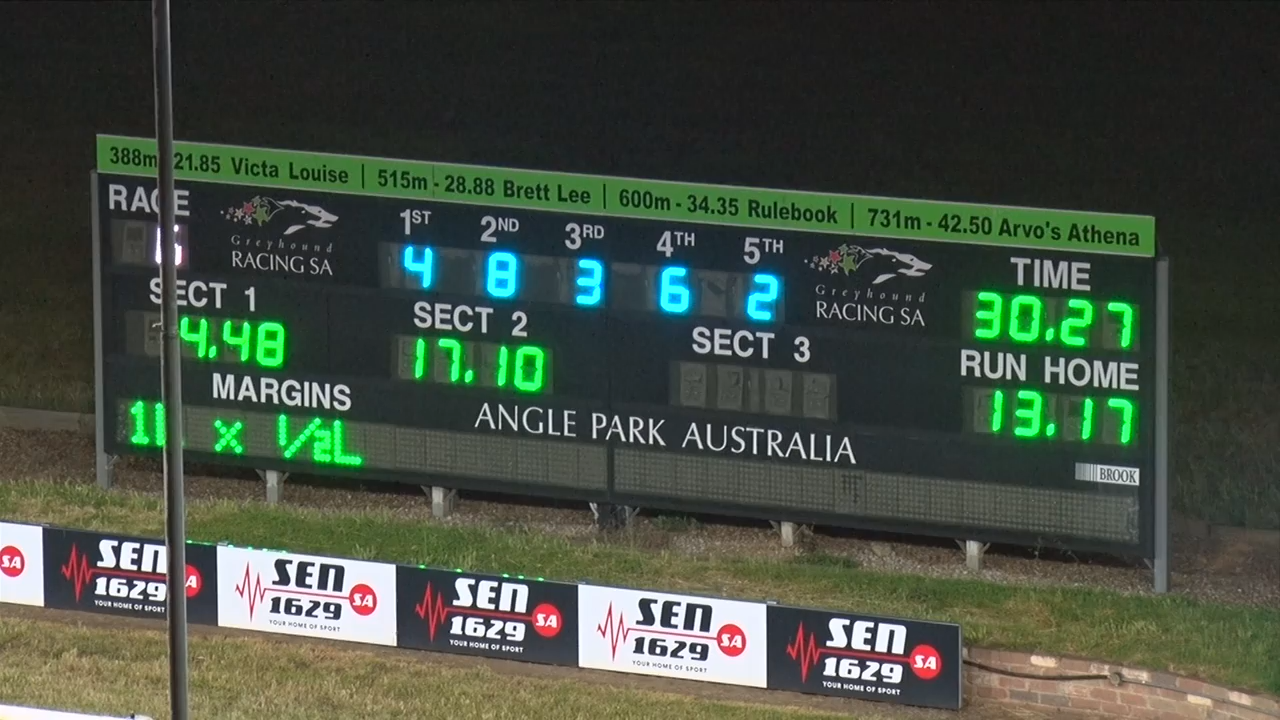 388m - 21.85 Victa Louise | 515m - 28.88 Brett Lee | 600m - 34.35 Rulebook | 731m - 42.50 Arvo's Athena
RACE
Greyhound
RACING SA
1ST 2ND 3RD 4TH 5TH
4 8 3 6 2
Greyhound
RACING SA
TIME
30.27
SECT 1
4.48
SECT 2
17.10
SECT 3
RUN HOME
13.17
MARGINS
x 1/2L
ANGLE PARK AUSTRALIA
BROOK
SA
SEN
1629
SA
YOUR HOME OF SPORT
SEN
1629
SA
YOUR HOME OF SPORT
SEN
1629
SA
YOUR HOME OF SPORT
SEN
1629
SA
YOUR HOME OF SPORT
SEN
1629
SA
YOUR HOME OF SPORT